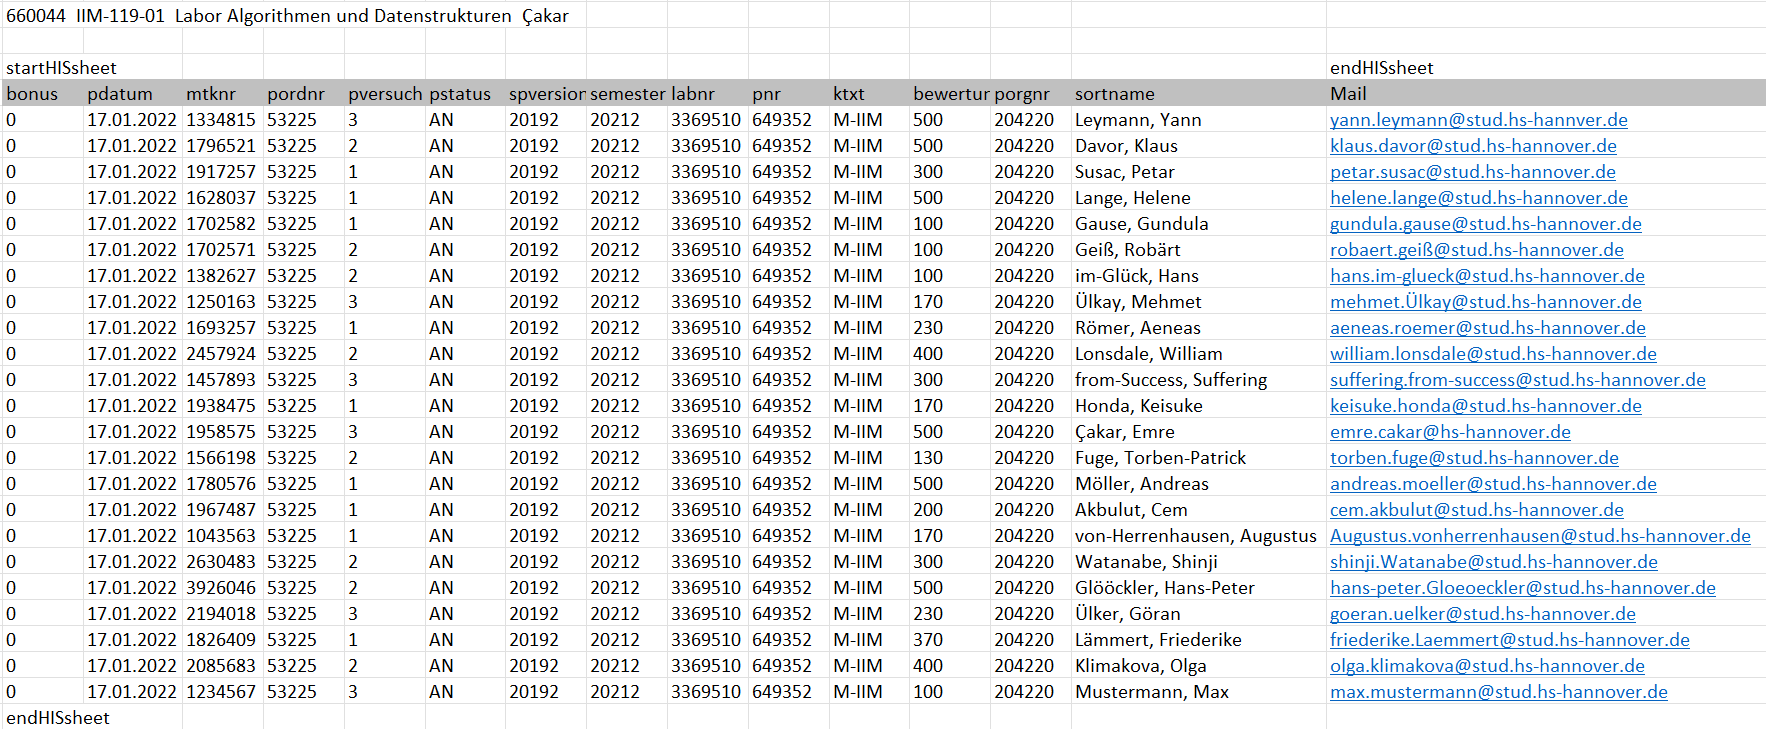 660044 IIM-119-01 Labor Algorithmen und Datenstrukturen Çakar
startHISsheet endHISsheet
bonus pdatum mtknr pordnr pversuch pstatus spversion semester labnr pnr ktxt bewertur porgnr sortname Mail
0 17.01.2022 1334815 53225 3 AN 20192 20212 3369510 649352 M-IIM 500 204220 Leymann, Yann yann.leymann@stud.hs-hannver.de
0 17.01.2022 1796521 53225 2 AN 20192 20212 3369510 649352 M-IIM 500 204220 Davor, Klaus klaus.davor@stud.hs-hannover.de
0 17.01.2022 1917257 53225 1 AN 20192 20212 3369510 649352 M-IIM 300 204220 Susac, Petar petar.susac@stud.hs-hannover.de
0 17.01.2022 1628037 53225 1 AN 20192 20212 3369510 649352 M-IIM 500 204220 Lange, Helene helene.lange@stud.hs-hannover.de
0 17.01.2022 1702582 53225 1 AN 20192 20212 3369510 649352 M-IIM 100 204220 Gause, Gundula gundula.gause@stud.hs-hannover.de
0 17.01.2022 1702571 53225 2 AN 20192 20212 3369510 649352 M-IIM 100 204220 Geiß, Robärt robaert.geiß@stud.hs-hannover.de
0 17.01.2022 1382627 53225 2 AN 20192 20212 3369510 649352 M-IIM 100 204220 im-Glück, Hans hans.im-glueck@stud.hs-hannover.de
0 17.01.2022 1250163 53225 3 AN 20192 20212 3369510 649352 M-IIM 170 204220 Ülkay, Mehmet mehmet.Ülkay@stud.hs-hannover.de
0 17.01.2022 1693257 53225 1 AN 20192 20212 3369510 649352 M-IIM 230 204220 Römer, Aeneas aeneas.roemer@stud.hs-hannover.de
0 17.01.2022 2457924 53225 2 AN 20192 20212 3369510 649352 M-IIM 400 204220 Lonsdale, William william.lonsdale@stud.hs-hannover.de
0 17.01.2022 1457893 53225 3 AN 20192 20212 3369510 649352 M-IIM 300 204220 from-Success, Suffering suffering.from-success@stud.hs-hannover.de
0 17.01.2022 1938475 53225 1 AN 20192 20212 3369510 649352 M-IIM 170 204220 Honda, Keisuke keisuke.honda@stud.hs-hannover.de
0 17.01.2022 1958575 53225 3 AN 20192 20212 3369510 649352 M-IIM 500 204220 Çakar, Emre emre.cakar@hs-hannover.de
0 17.01.2022 1566198 53225 2 AN 20192 20212 3369510 649352 M-IIM 130 204220 Fuge, Torben-Patrick torben.fuge@stud.hs-hannover.de
0 17.01.2022 1780576 53225 1 AN 20192 20212 3369510 649352 M-IIM 500 204220 Möller, Andreas andreas.moeller@stud.hs-hannover.de
0 17.01.2022 1967487 53225 1 AN 20192 20212 3369510 649352 M-IIM 200 204220 Akbulut, Cem cem.akbulut@stud.hs-hannover.de
0 17.01.2022 1043563 53225 1 AN 20192 20212 3369510 649352 M-IIM 170 204220 von-Herrenhausen, Augustus Augustus.vonherrenhausen@stud.hs-hannover.de
0 17.01.2022 2630483 53225 2 AN 20192 20212 3369510 649352 M-IIM 300 204220 Watanabe, Shinji shinji.Watanabe@stud.hs-hannover.de
0 17.01.2022 3926046 53225 2 AN 20192 20212 3369510 649352 M-IIM 500 204220 Glööckler, Hans-Peter hans-peter.Gloeoeckler@stud.hs-hannover.de
0 17.01.2022 2194018 53225 3 AN 20192 20212 3369510 649352 M-IIM 230 204220 Ülker, Göran goeran.uelker@stud.hs-hannover.de
0 17.01.2022 1826409 53225 1 AN 20192 20212 3369510 649352 M-IIM 370 204220 Lämmert, Friederike friederike.Laemmert@stud.hs-hannover.de
0 17.01.2022 2085683 53225 2 AN 20192 20212 3369510 649352 M-IIM 400 204220 Klimakova, Olga olga.klimakova@stud.hs-hannover.de
0 17.01.2022 1234567 53225 3 AN 20192 20212 3369510 649352 M-IIM 100 204220 Mustermann, Max max.mustermann@stud.hs-hannover.de
endHISsheet